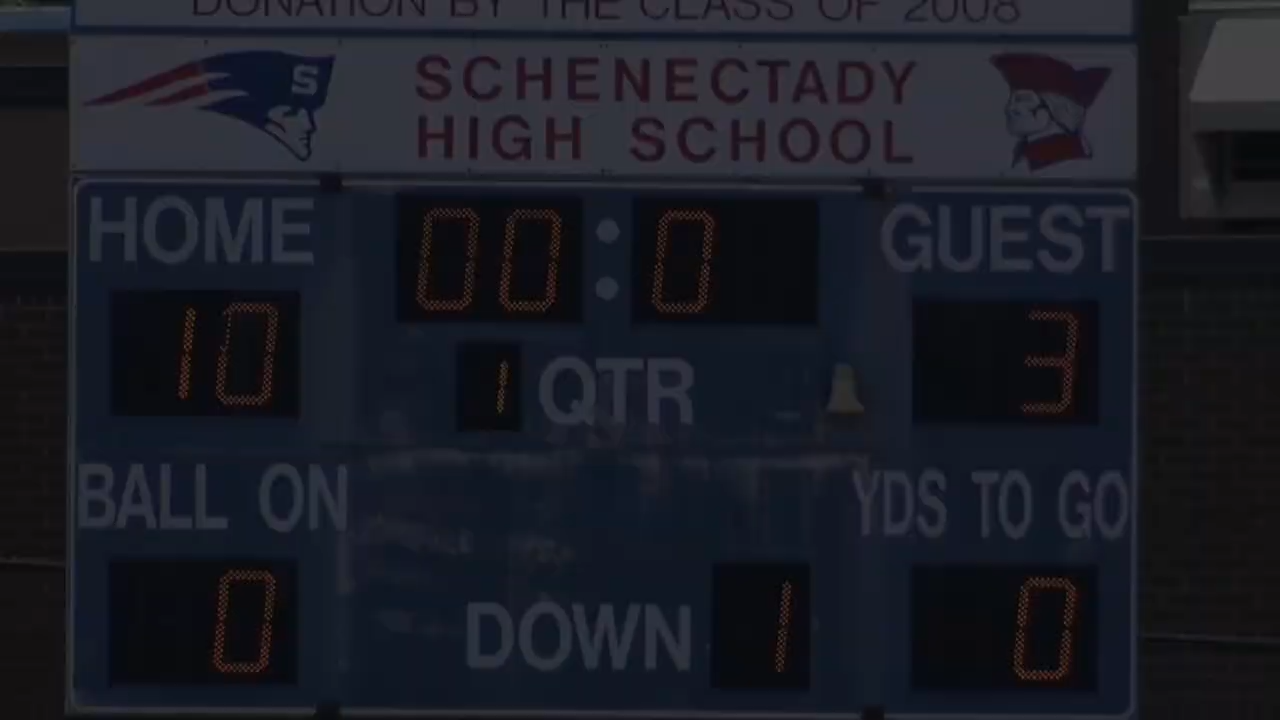 DONATION BY THE CLASS OF 2008
S
SCHENECTADY
HIGH SCHOOL
HOME 00:0 GUEST
10 3
1 QTR
BALL ON YDS TO GO
0 DOWN 1 0